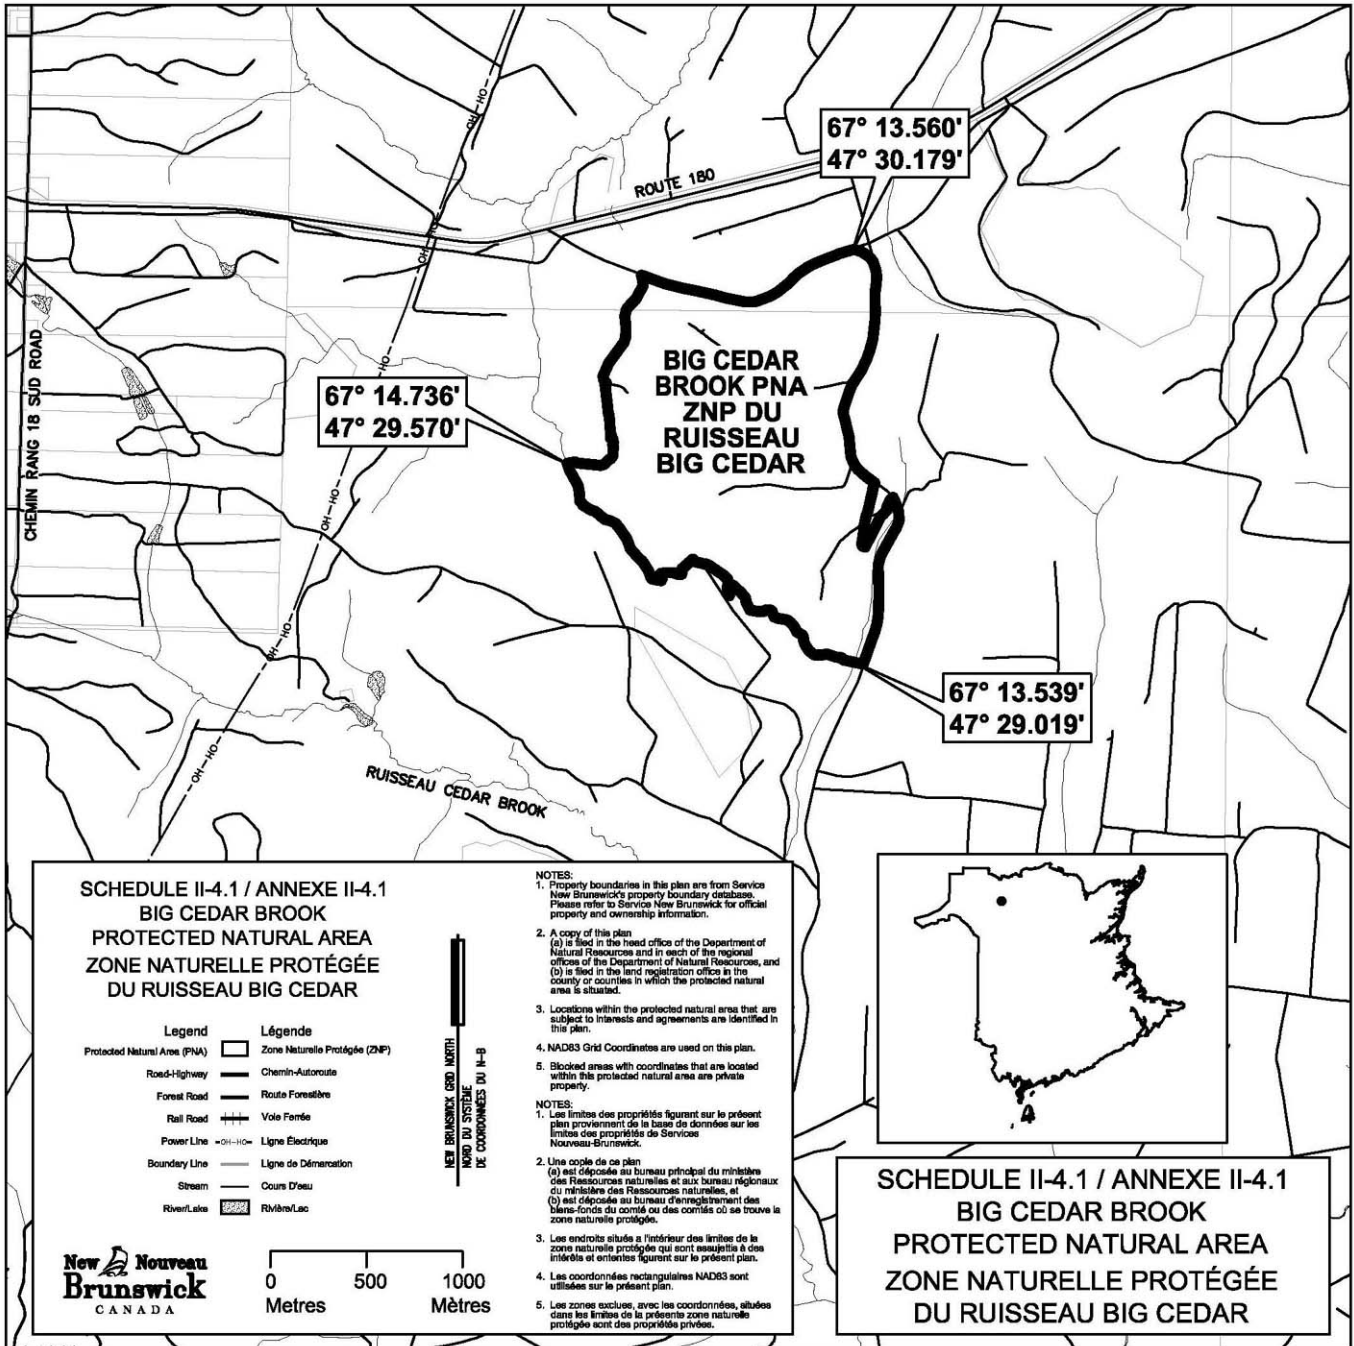 67° 13.560'
47° 30.179'
ROUTE 180
OH
OH
HO
CHEMIN RANG 18 SUD ROAD
67° 14.736'
47° 29.570'
BIG CEDAR
BROOK PNA
ZNP DU
RUISSEAU
BIG CEDAR
OH—HO
OH—HO
67° 13.539'
47° 29.019'
OH—HO
RUISSEAU CEDAR BROOK
SCHEDULE II-4.1 / ANNEXE II-4.1
BIG CEDAR BROOK
PROTECTED NATURAL AREA
ZONE NATURELLE PROTÉGÉE
DU RUISSEAU BIG CEDAR
Legend Légende
Protected Natural Area (PNA) Zone Naturelle Protégée (ZNP)
Road-Highway Chemin-Autoroute
Forest Road Route Forestière
Rail Road Voie Ferrée
Power Line OH—HO Ligne Électrique
Boundary Line Ligne de Démarcation
Stream Cours D'eau
River/Lake Rivière/Lac
NEW BRUNSWICK GRID NORTH
NORD DU SYSTÈME
DE COORDONNÉES DU N-B
New Nouveau
Brunswick
CANADA
0 500 1000
Metres Mètres
NOTES:
1. Property boundaries in this plan are from Service
New Brunswick's property boundary database.
Please refer to Service New Brunswick for official
property and ownership information.
2. A copy of this plan
(a) is filed in the head office of the Department of
Natural Resources and in each of the regional
offices of the Department of Natural Resources, and
(b) is filed in the land registration office in the
county or counties in which the protected natural
area is situated.
3. Locations within the protected natural area that are
subject to interests and agreements are identified in
this plan.
4. NAD83 Grid Coordinates are used on this plan.
5. Blocked areas with coordinates that are located
within this protected natural area are private
property.
NOTES:
1. Les limites des propriétés figurant sur le présent
plan proviennent de la base de données sur les
limites des propriétés de Services
Nouveau-Brunswick.
2. Une copie de ce plan
(a) est déposée au bureau principal du ministère
des Ressources naturelles et aux bureau régionaux
du ministère des Ressources naturelles, et
(b) est déposée au bureau d'enregistrement des
biens-fonds du comté ou des comtés où se trouve la
zone naturelle protégée.
3. Les endroits situés a l'intérieur des limites de la
zone naturelle protégée qui sont assujettis à des
intérêts et ententes figurent sur le présent plan.
4. Les coordonnées rectangulaires NAD83 sont
utilisées sur le présent plan.
5. Les zones exclues, avec les coordonnées, situées
dans les limites de la présente zone naturelle
protégée sont des propriétés privées.
SCHEDULE II-4.1 / ANNEXE II-4.1
BIG CEDAR BROOK
PROTECTED NATURAL AREA
ZONE NATURELLE PROTÉGÉE
DU RUISSEAU BIG CEDAR